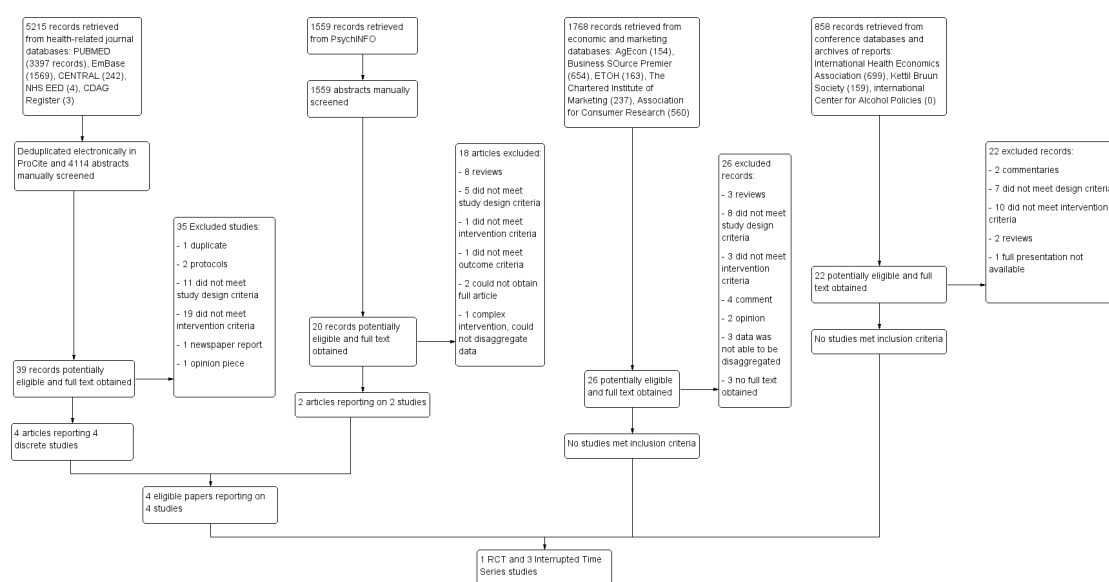 5215 records retrieved
from health-related journal
databases: PUBMED
(3397 records), EmBase
(1569), CENTRAL (242),
NHS EED (4), CDAG
Register (3)
1559 records retrieved
from PsychINFO
1768 records retrieved from
economic and marketing
databases: AgEcon (154),
Business SOurce Premier
(654), ETOH (163), The
Chartered Institute of
Marketing (237), Association
for Consumer Research (560)
858 records retrieved from
conference databases and
archives of reports:
International Health Economics
Association (699), Kettil Bruun
Society (159), international
Center for Alcohol Policies (0)
1559 abstracts manually
screened
Deduplicated electronically in
ProCite and 4114 abstracts
manually screened
18 articles excluded:
- 8 reviews
- 5 did not meet
study design criteria
- 1 did not meet
intervention criteria
- 1 did not meet
outcome criteria
- 2 could not obtain
full article
- 1 complex
intervention, could
not disaggregate
data
26 excluded
records:
- 3 reviews
- 8 did not meet
study design
criteria
- 3 did not meet
intervention
criteria
- 4 comment
- 2 opinion
- 3 data was
not able to be
disaggregated
- 3 no full text
obtained
22 excluded records:
- 2 commentaries
- 7 did not meet design criteria
- 10 did not meet intervention
criteria
- 2 reviews
- 1 full presentation not
available
35 Excluded studies:
- 1 duplicate
- 2 protocols
- 11 did not meet
study design criteria
- 19 did not meet
intervention criteria
- 1 newspaper report
- 1 opinion piece
22 potentially eligible and full
text obtained
20 records potentially
eligible and full text
obtained
No studies met inclusion criteria
39 records potentially
eligible and full text obtained
26 potentially eligible
and full text obtained
2 articles reporting on 2 studies
4 articles reporting 4
discrete studies
No studies met inclusion criteria
4 eligible papers reporting on
4 studies
1 RCT and 3 Interrupted Time
Series studies